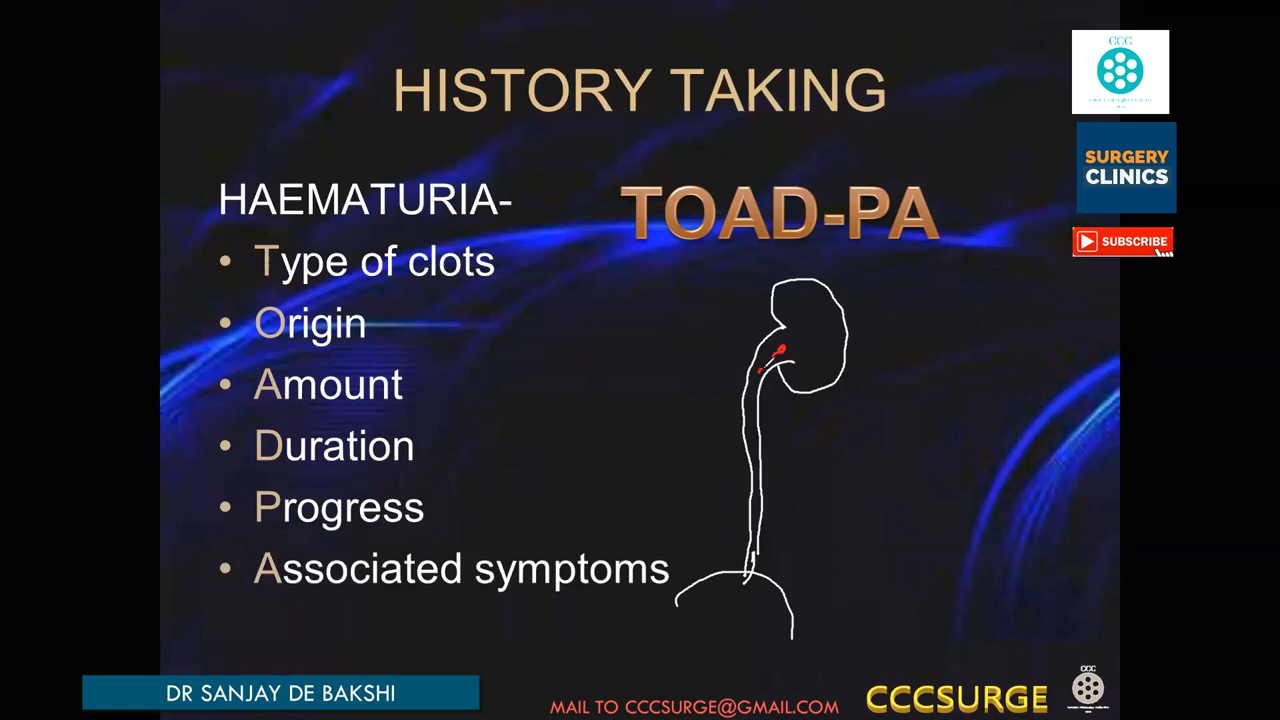 HISTORY TAKING
CCC
SURGERY
CLINICS
SUBSCRIBE
HAEMATURIA-
TOAD-PA
• Type of clots
• Origin
• Amount
• Duration
• Progress
• Associated symptoms
DR SANJAY DE BAKSHI
MAIL TO CCCSURGE@GMAIL.COM
CCCSURGE
CCC